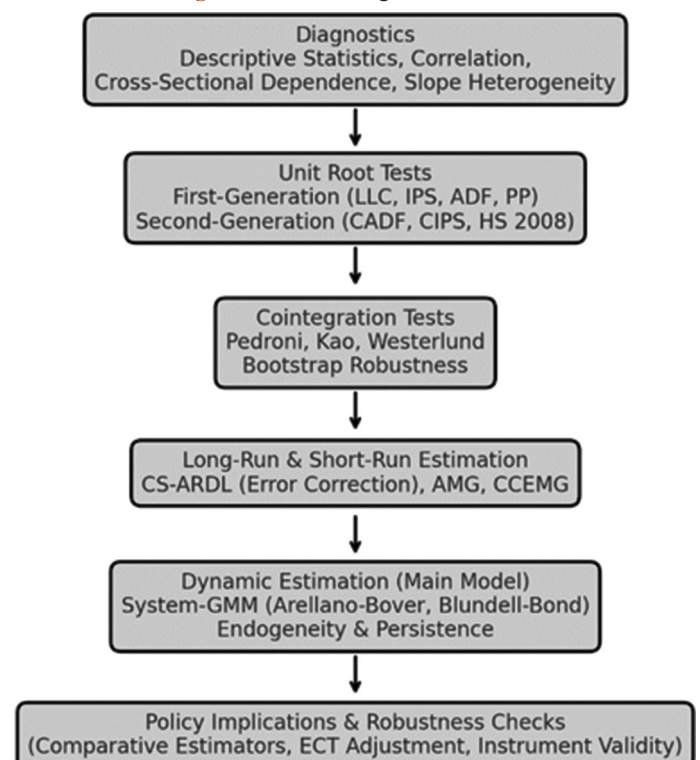 Diagnostics
Descriptive Statistics, Correlation,
Cross-Sectional Dependence, Slope Heterogeneity
Unit Root Tests
First-Generation (LLC, IPS, ADF, PP)
Second-Generation (CADF, CIPS, HS 2008)
Cointegration Tests
Pedroni, Kao, Westerlund
Bootstrap Robustness
Long-Run & Short-Run Estimation
CS-ARDL (Error Correction), AMG, CCEMG
Dynamic Estimation (Main Model)
System-GMM (Arellano-Bover, Blundell-Bond)
Endogeneity & Persistence
Policy Implications & Robustness Checks
(Comparative Estimators, ECT Adjustment, Instrument Validity)